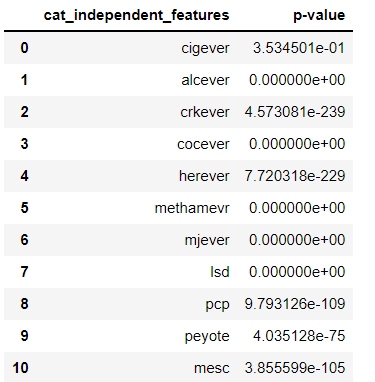 cat_independent_features p-value
0 cigever 3.534501e-01
1 alcever 0.000000e+00
2 crkever 4.573081e-239
3 cocever 0.000000e+00
4 herever 7.720318e-229
5 methamevr 0.000000e+00
6 mjever 0.000000e+00
7 lsd 0.000000e+00
8 pcp 9.793126e-109
9 peyote 4.035128e-75
10 mesc 3.855599e-105